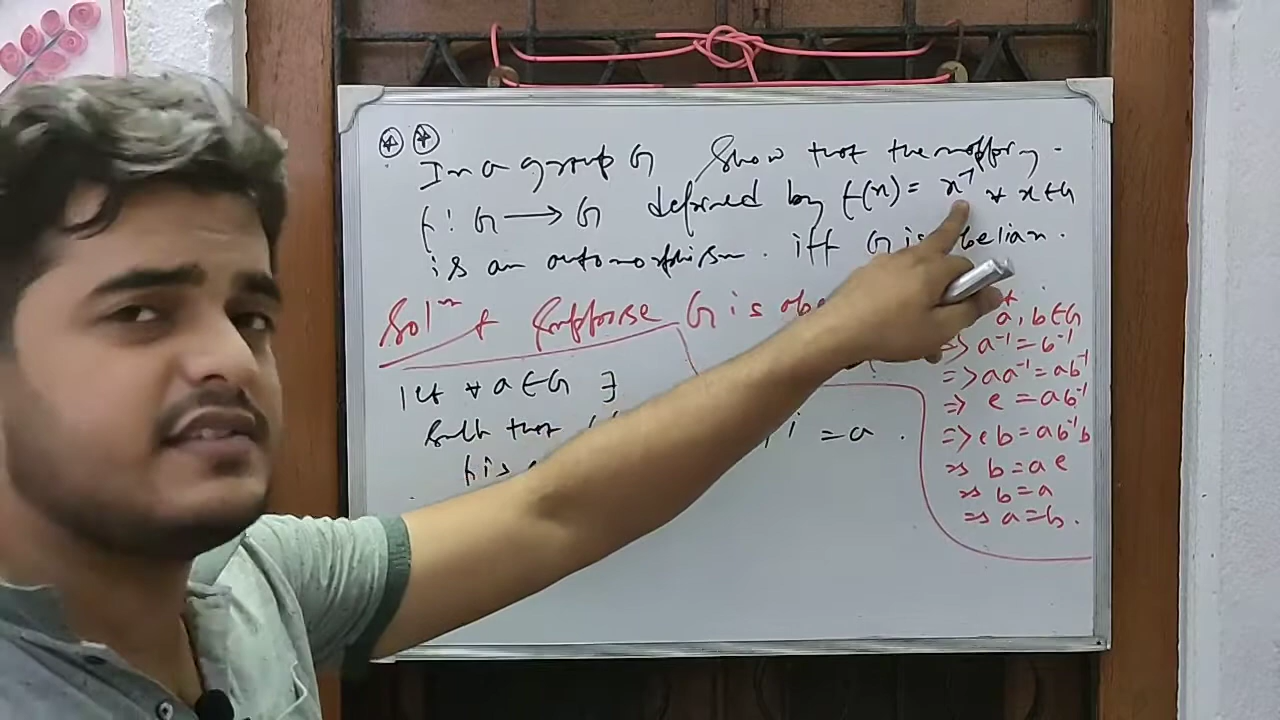 In a group G Show that the mapping
f : G → G defined by f(x) = x⁻¹ ∀ x ∈ G
is an automorphism. iff G is abelian.
Solⁿ Suppose G is abe
a, b ∈ G
=> a⁻¹ = b⁻¹
let ∀ a ∈ G ∃
=> aa⁻¹ = ab⁻¹
=> e = ab⁻¹
Such that = a.
=> eb = ab⁻¹b
f is
=> b = a e
=> b = a
=> a = b.